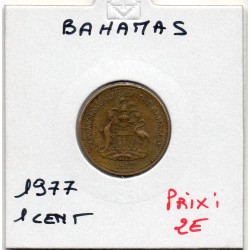 BAHAMAS
1977
1 CENT
PRIX :
2E